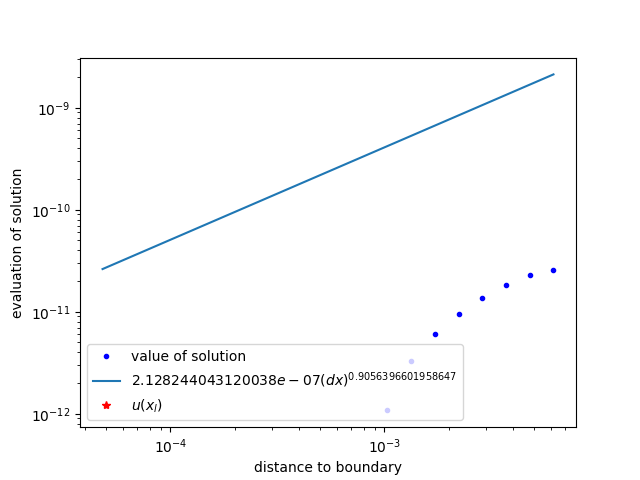 10⁻⁹
10⁻¹⁰
10⁻¹¹
10⁻¹²
evaluation of solution
value of solution
2.128244043120038e − 07(dx)^0.9056396601958647
u(x_l)
10⁻⁴ 10⁻³
distance to boundary